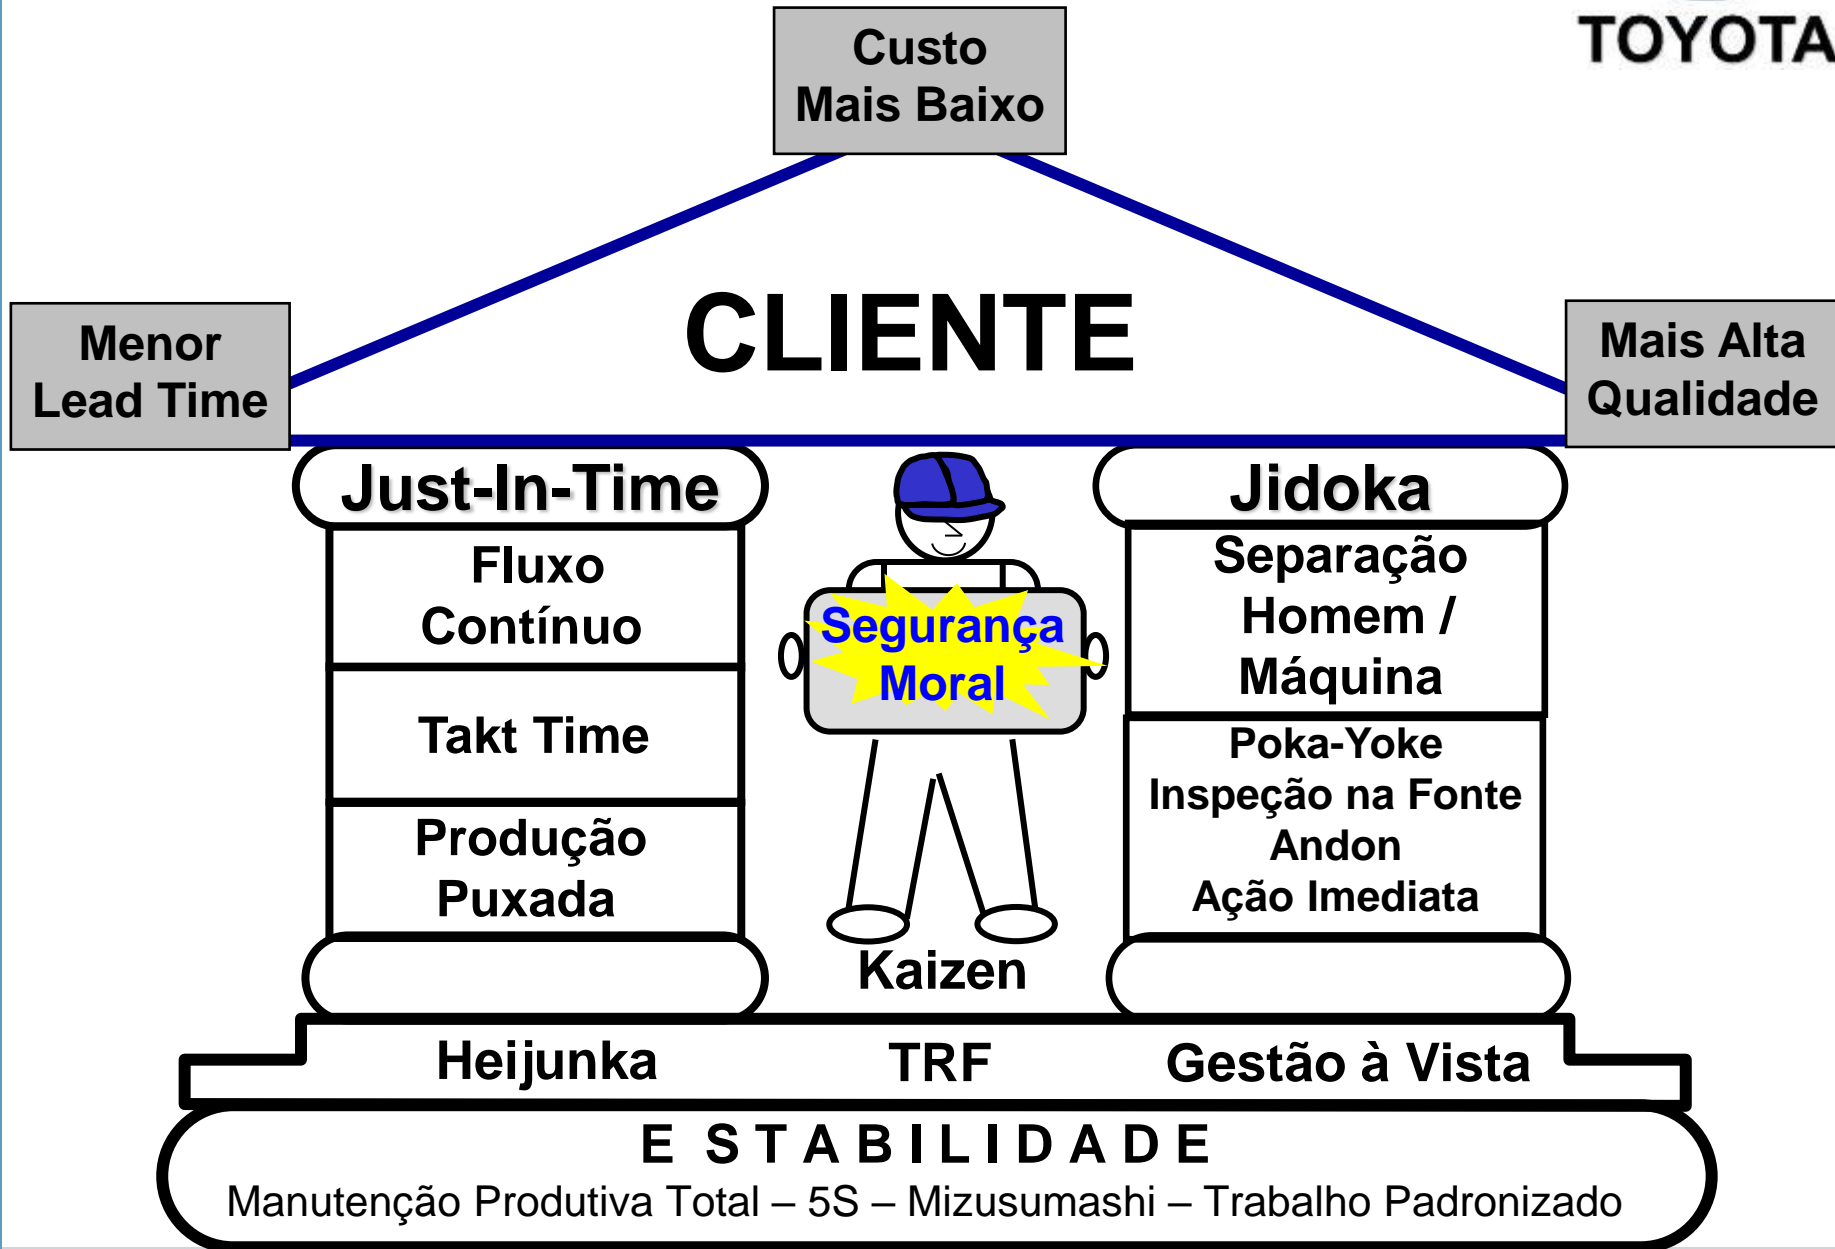 TOYOTA
Custo
Mais Baixo
CLIENTE
Menor
Lead Time
Mais Alta
Qualidade
Just-In-Time
Fluxo
Contínuo
Takt Time
Produção
Puxada
Segurança
Moral
Kaizen
Jidoka
Separação
Homem /
Máquina
Poka-Yoke
Inspeção na Fonte
Andon
Ação Imediata
Heijunka TRF Gestão à Vista
E S T A B I L I D A D E
Manutenção Produtiva Total – 5S – Mizusumashi – Trabalho Padronizado